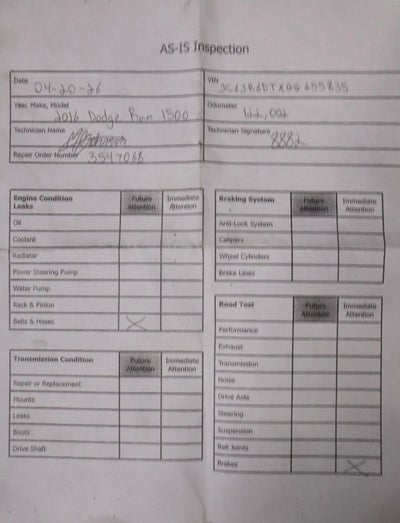 AS-IS Inspection
Date 04-20-26
VIN
Year, Make, Model 2016 Dodge Ram 1500
Odometer 122,002
Technician Name
Technician Signature 8882
Repair Order Number 3547068
Engine Condition Future Immediate
Leaks Attention Attention
Oil
Coolant
Radiator
Power Steering Pump
Water Pump
Rack & Pinion
Belts & Hoses X
Transmission Condition Future Immediate
Attention Attention
Repair or Replacement
Mounts
Leaks
Boots
Drive Shaft
Braking System Future Immediate
Attention Attention
Anti-Lock System
Calipers
Wheel Cylinders
Brake Lines
Road Test Future Immediate
Attention Attention
Performance
Exhaust
Transmission
Noise
Drive Axle
Steering
Suspension
Ball Joints
Brakes X